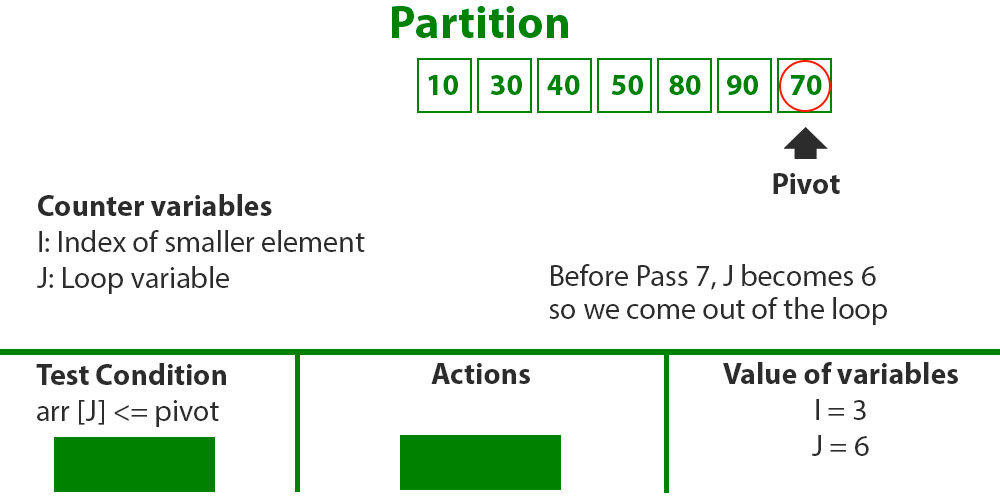 Partition
10 30 40 50 80 90 70
Pivot
Counter variables
I: Index of smaller element
J: Loop variable
Before Pass 7, J becomes 6
so we come out of the loop
Test Condition
arr [J] <= pivot
Actions
Value of variables
I = 3
J = 6